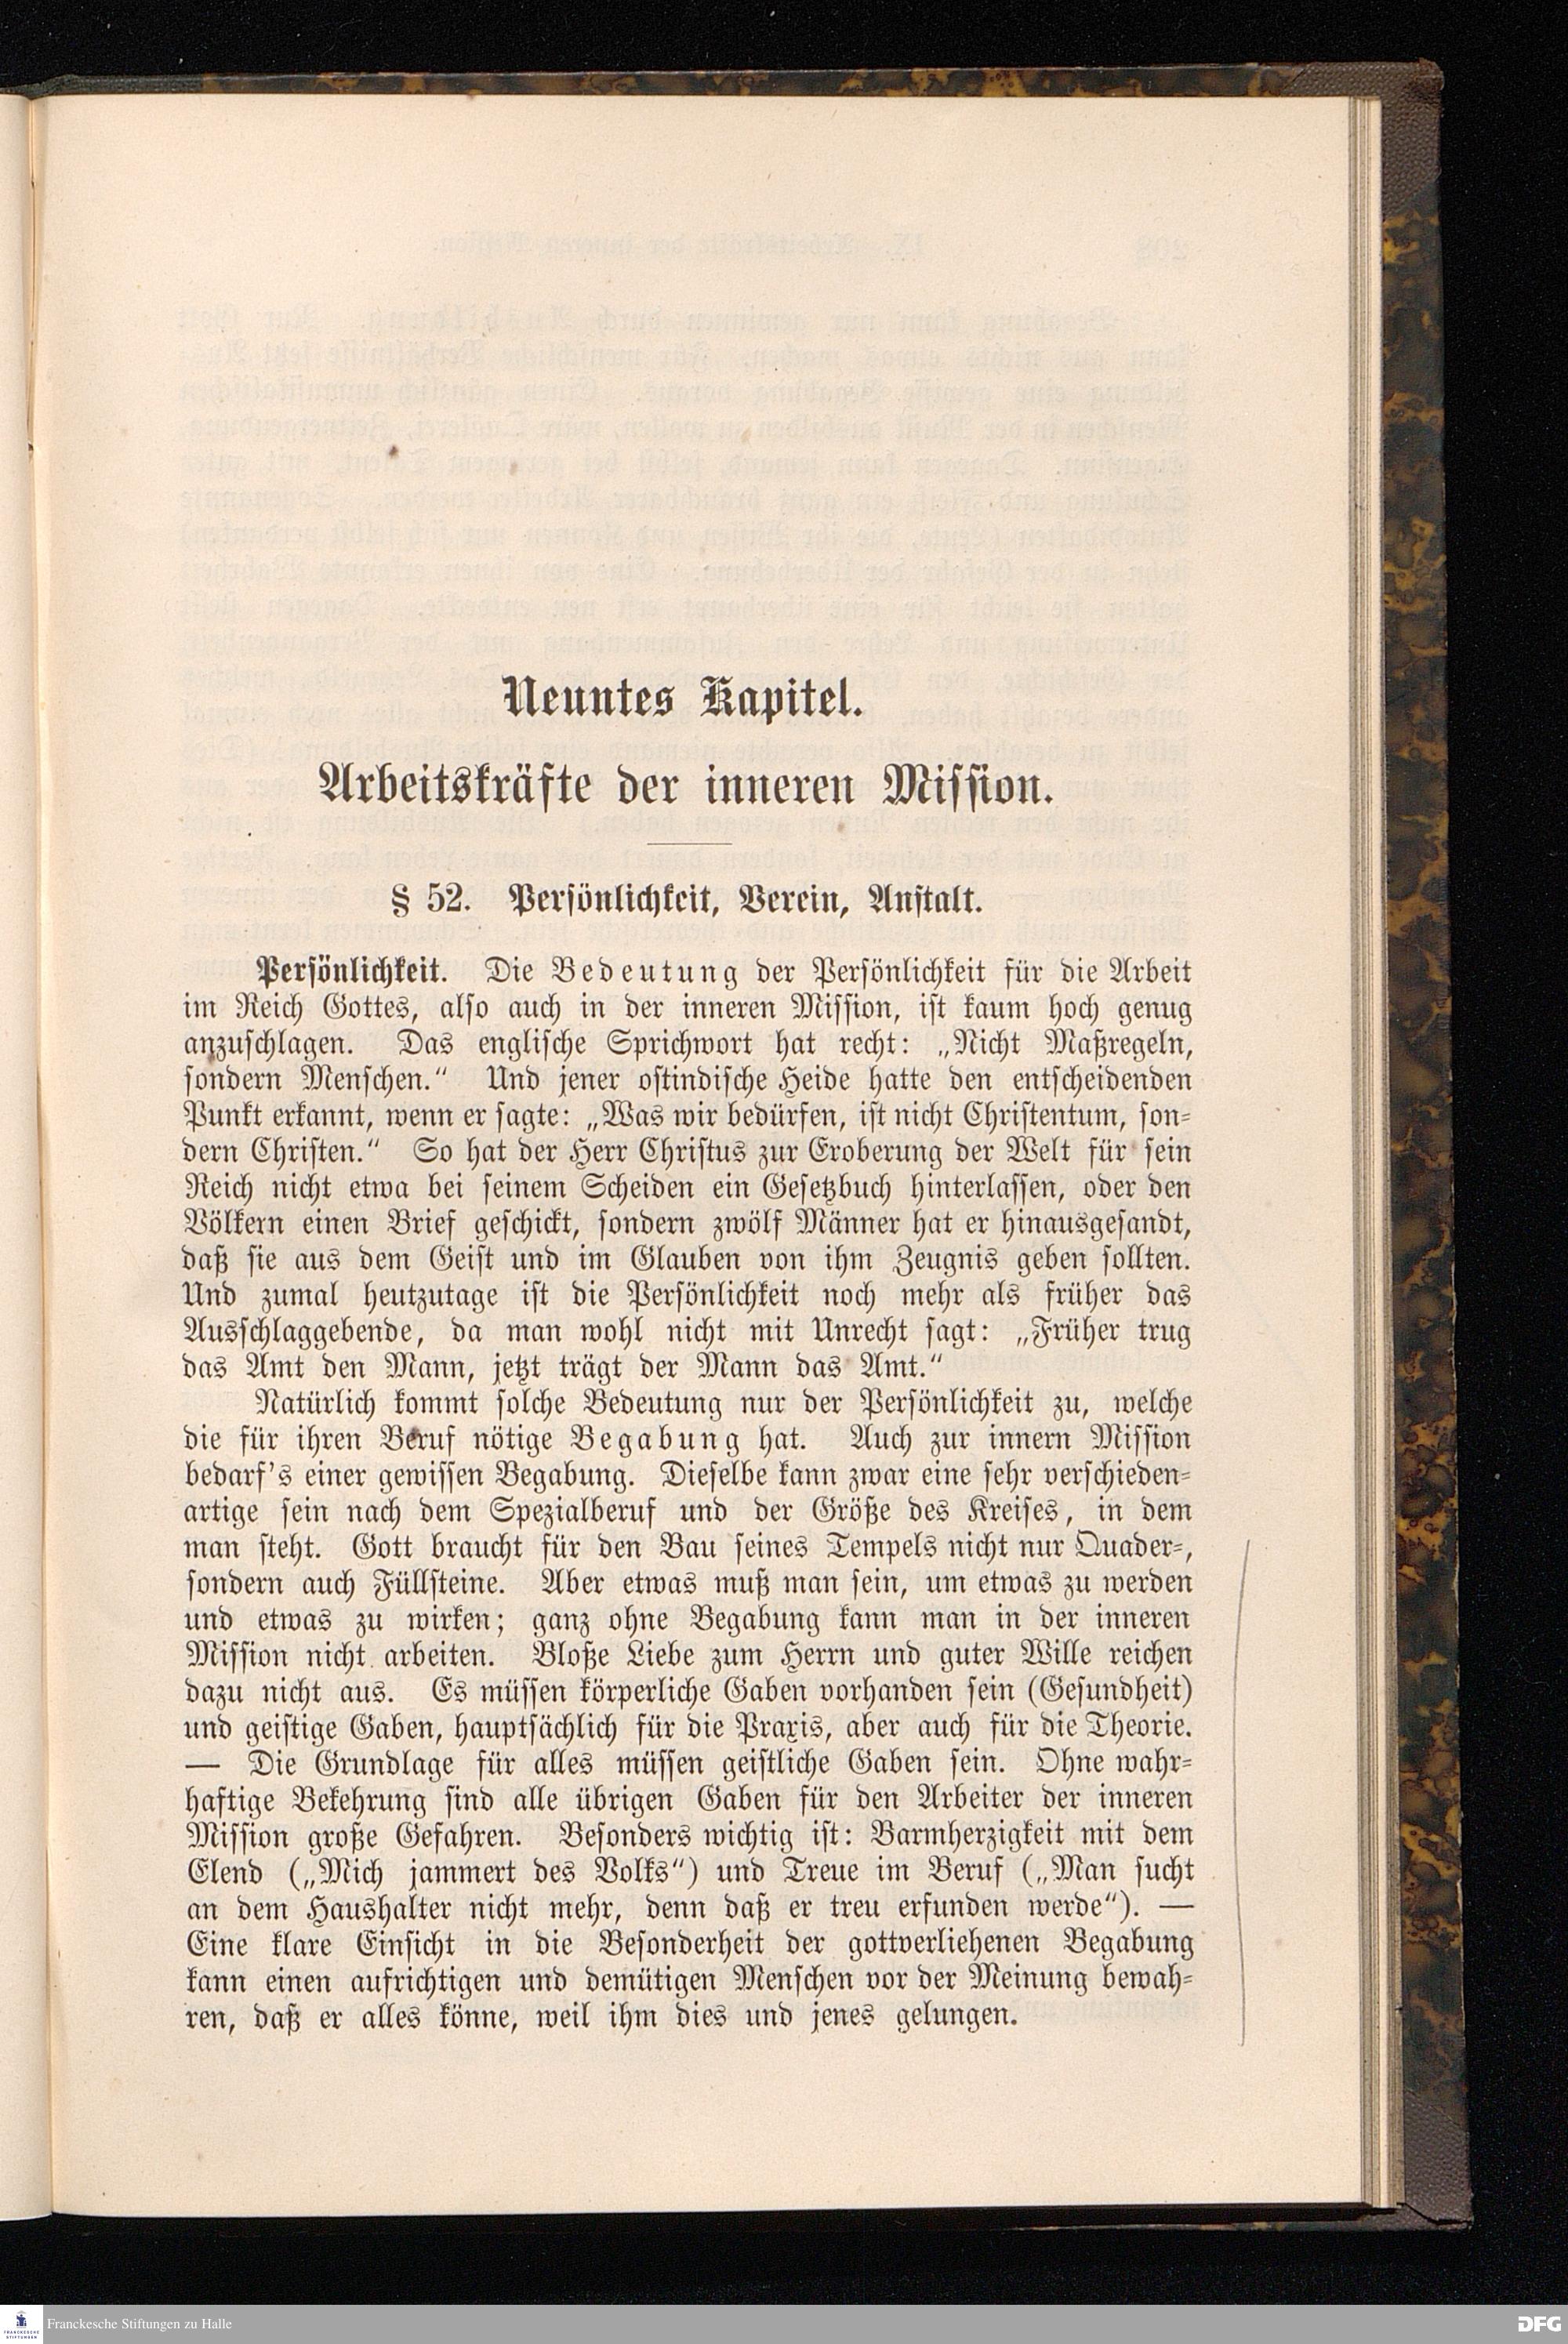 Neuntes Kapitel.
Arbeitskräfte der inneren Mission.
§ 52. Persönlichkeit, Verein, Anstalt.
Persönlichkeit. Die Bedeutung der Persönlichkeit für die Arbeit
im Reich Gottes, also auch in der inneren Mission, ist kaum hoch genug
anzuschlagen. Das englische Sprichwort hat recht: „Nicht Maßregeln,
sondern Menschen.“ Und jener ostindische Heide hatte den entscheidenden
Punkt erkannt, wenn er sagte: „Was wir bedürfen, ist nicht Christentum, son-
dern Christen.“ So hat der Herr Christus zur Eroberung der Welt für sein
Reich nicht etwa bei seinem Scheiden ein Gesetzbuch hinterlassen, oder den
Völkern einen Brief geschickt, sondern zwölf Männer hat er hinausgesandt,
daß sie aus dem Geist und im Glauben von ihm Zeugnis geben sollten.
Und zumal heutzutage ist die Persönlichkeit noch mehr als früher das
Ausschlaggebende, da man wohl nicht mit Unrecht sagt: „Früher trug
das Amt den Mann, jetzt trägt der Mann das Amt.“
Natürlich kommt solche Bedeutung nur der Persönlichkeit zu, welche
die für ihren Beruf nötige Begabung hat. Auch zur innern Mission
bedarf's einer gewissen Begabung. Dieselbe kann zwar eine sehr verschieden-
artige sein nach dem Spezialberuf und der Größe des Kreises, in dem
man steht. Gott braucht für den Bau seines Tempels nicht nur Quader-,
sondern auch Füllsteine. Aber etwas muß man sein, um etwas zu werden
und etwas zu wirken; ganz ohne Begabung kann man in der inneren
Mission nicht arbeiten. Bloße Liebe zum Herrn und guter Wille reichen
dazu nicht aus. Es müssen körperliche Gaben vorhanden sein (Gesundheit)
und geistige Gaben, hauptsächlich für die Praxis, aber auch für die Theorie.
— Die Grundlage für alles müssen geistliche Gaben sein. Ohne wahr-
haftige Bekehrung sind alle übrigen Gaben für den Arbeiter der inneren
Mission große Gefahren. Besonders wichtig ist: Barmherzigkeit mit dem
Elend („Mich jammert des Volks“) und Treue im Beruf („Man sucht
an dem Haushalter nicht mehr, denn daß er treu erfunden werde“). —
Eine klare Einsicht in die Besonderheit der gottverliehenen Begabung
kann einen aufrichtigen und demütigen Menschen vor der Meinung bewah-
ren, daß er alles könne, weil ihm dies und jenes gelungen.
FRANCKESCHE
STIFTUNGEN
Franckesche Stiftungen zu Halle
DFG